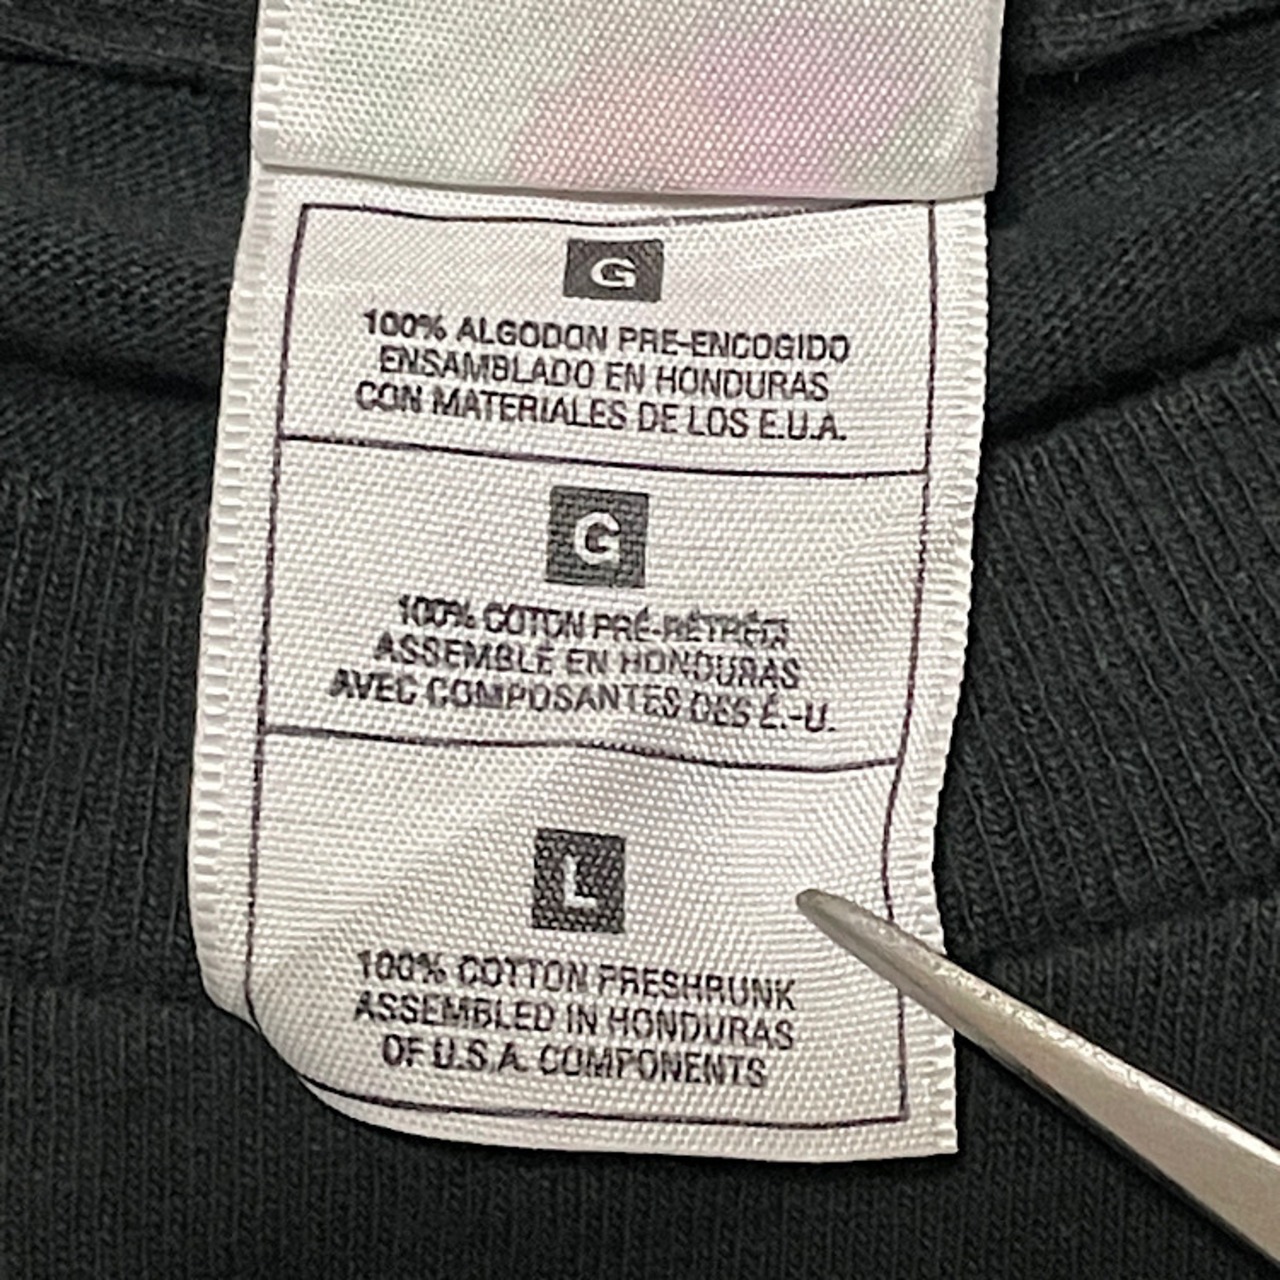 G
100% ALGODON PRE-ENCOGIDO
ENSAMBLADO EN HONDURAS
CON MATERIALES DE LOS E.U.A.
G
100% COTON PRÉ-RÉTRÉCI
ASSEMBLÉ EN HONDURAS
AVEC COMPOSANTES DES É.-U.
L
100% COTTON PRESHRUNK
ASSEMBLED IN HONDURAS
OF U.S.A. COMPONENTS